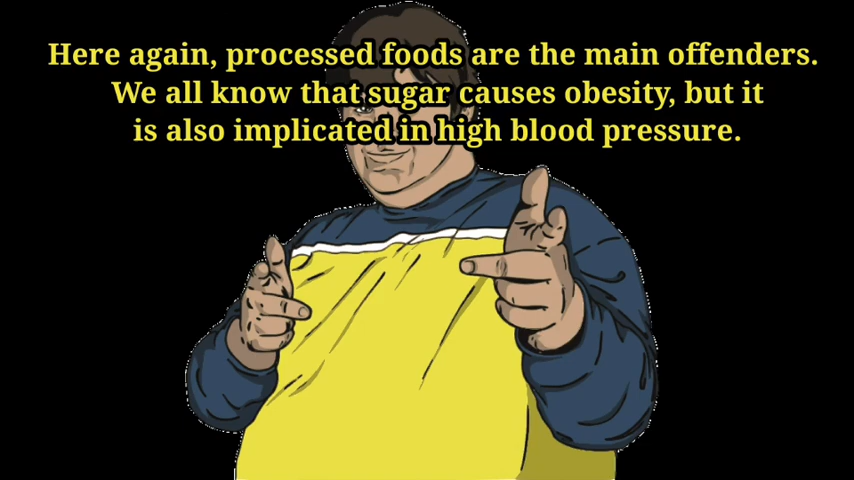 Here again, processed foods are the main offenders.
We all know that sugar causes obesity, but it
is also implicated in high blood pressure.